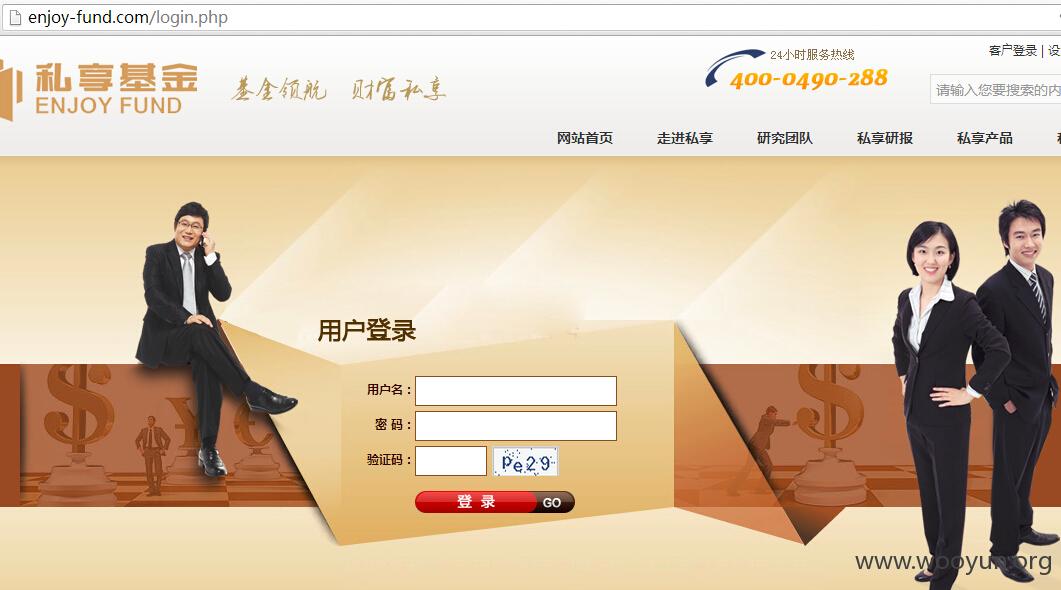 enjoy-fund.com/login.php
24小时服务热线
客户登录 | 设
私享基金
ENJOY FUND
基金领航 财富私享
400-0490-288
请输入您要搜索的内
网站首页 走进私享 研究团队 私享研报 私享产品
用户登录
用户名：
密 码：
验证码： Pe29
登 录 GO
www.wooyun.org